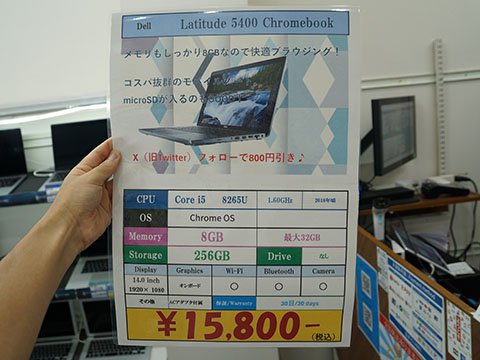 Dell Latitude 5400 Chromebook
メモリもしっかり8GBなので快適ブラウジング！
コスパ抜群のモ
microSDが入るのも
X（旧Twitter）フォローで800円引き♪
CPU Core i5 8265U 1.60GHz 2018年頃
OS Chrome OS
Memory 8GB 最大32GB
Storage 256GB Drive なし
Display Graphics Wi-Fi Bluetooth Camera
14.0 inch
1920 × 1080 オンボード ○ ○ ○
その他 ACアダプタ付属 保証/Warranty 30日/30 days
￥15,800-
(税込)